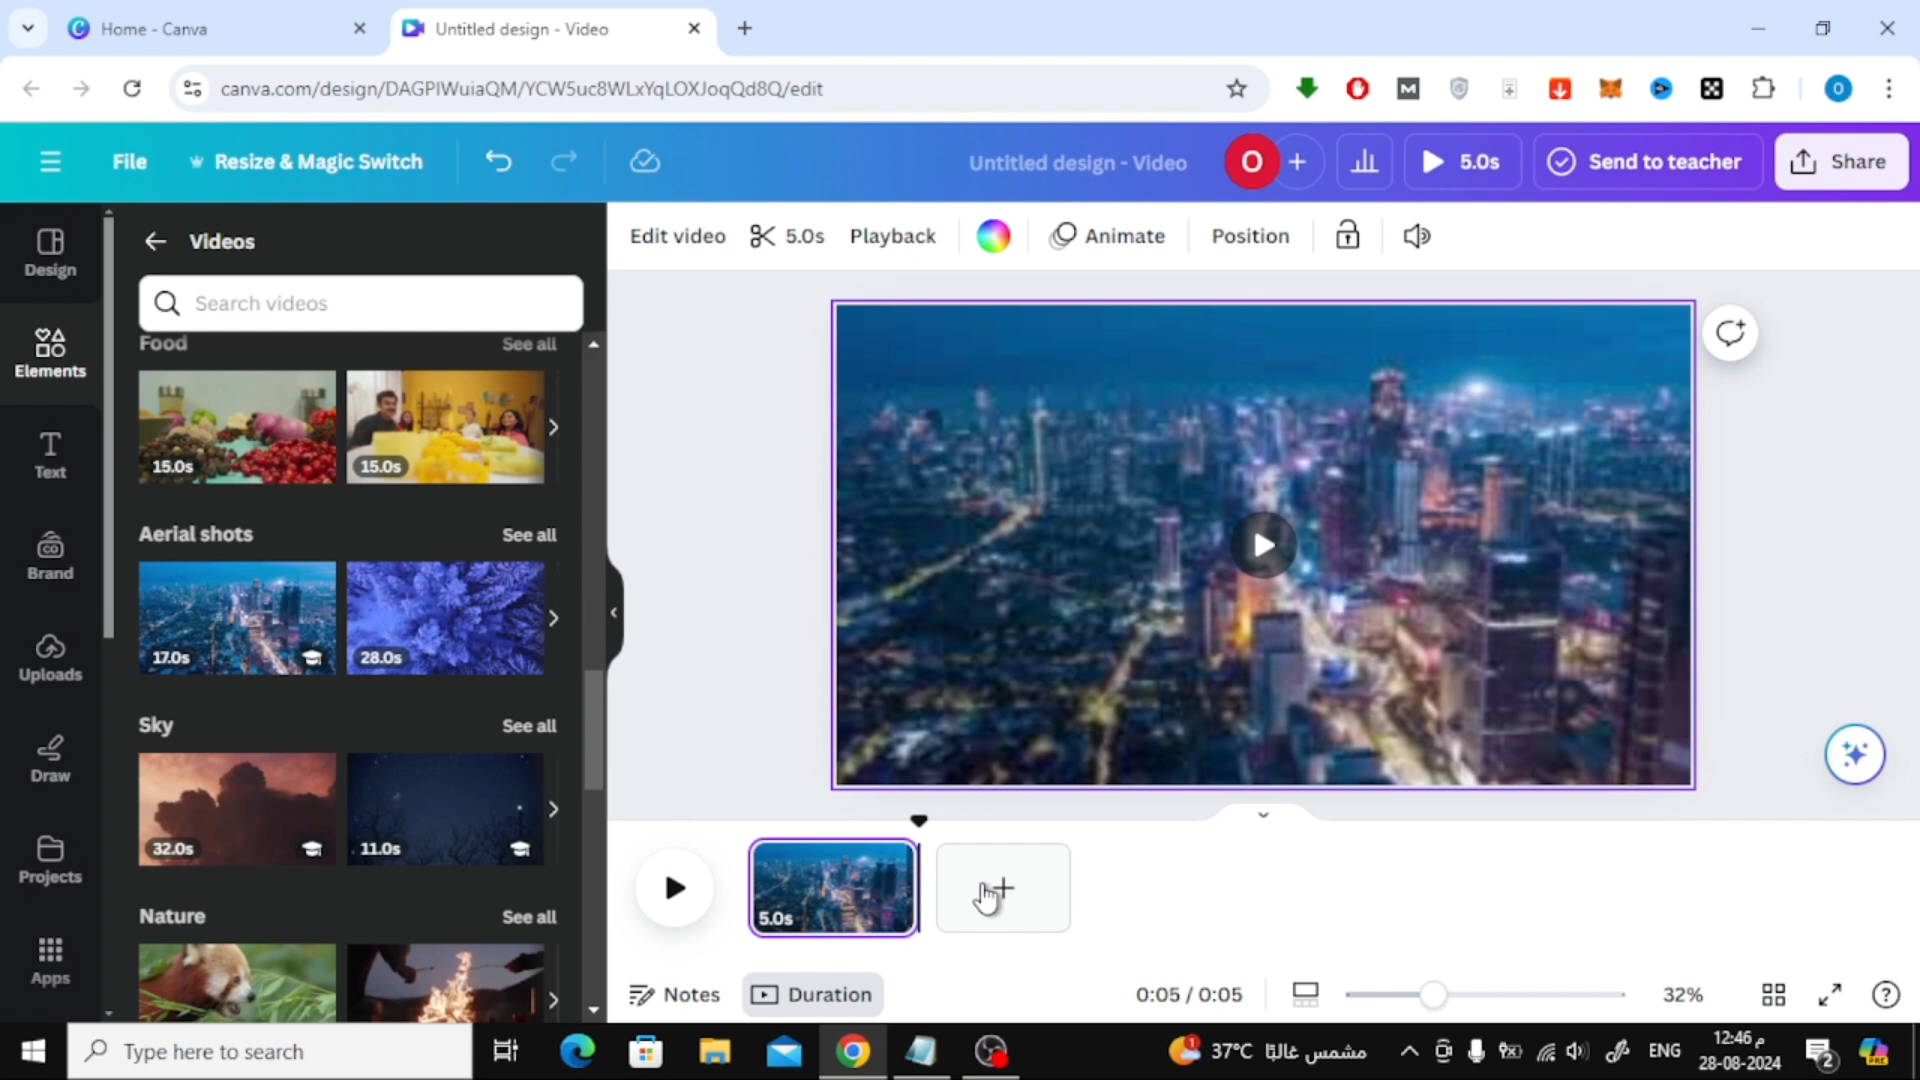 Home - Canva
Untitled design - Video
canva.com/design/DAGPIWuiaQM/YCW5uc8WLxYqLOXJoqQd8Q/edit
O
File
Resize & Magic Switch
Untitled design - Video
O
5.0s
Send to teacher
Share
Design
Elements
Text
Brand
Uploads
Draw
Projects
Apps
Videos
Search videos
Food
See all
15.0s
15.0s
Aerial shots
See all
17.0s
28.0s
Sky
See all
32.0s
11.0s
Nature
See all
Edit video
5.0s
Playback
Animate
Position
5.0s
Notes
Duration
0:05 / 0:05
32%
Type here to search
1
37°C مشمس غالبًا
ENG
12:46 م
28-08-2024
2
PRE